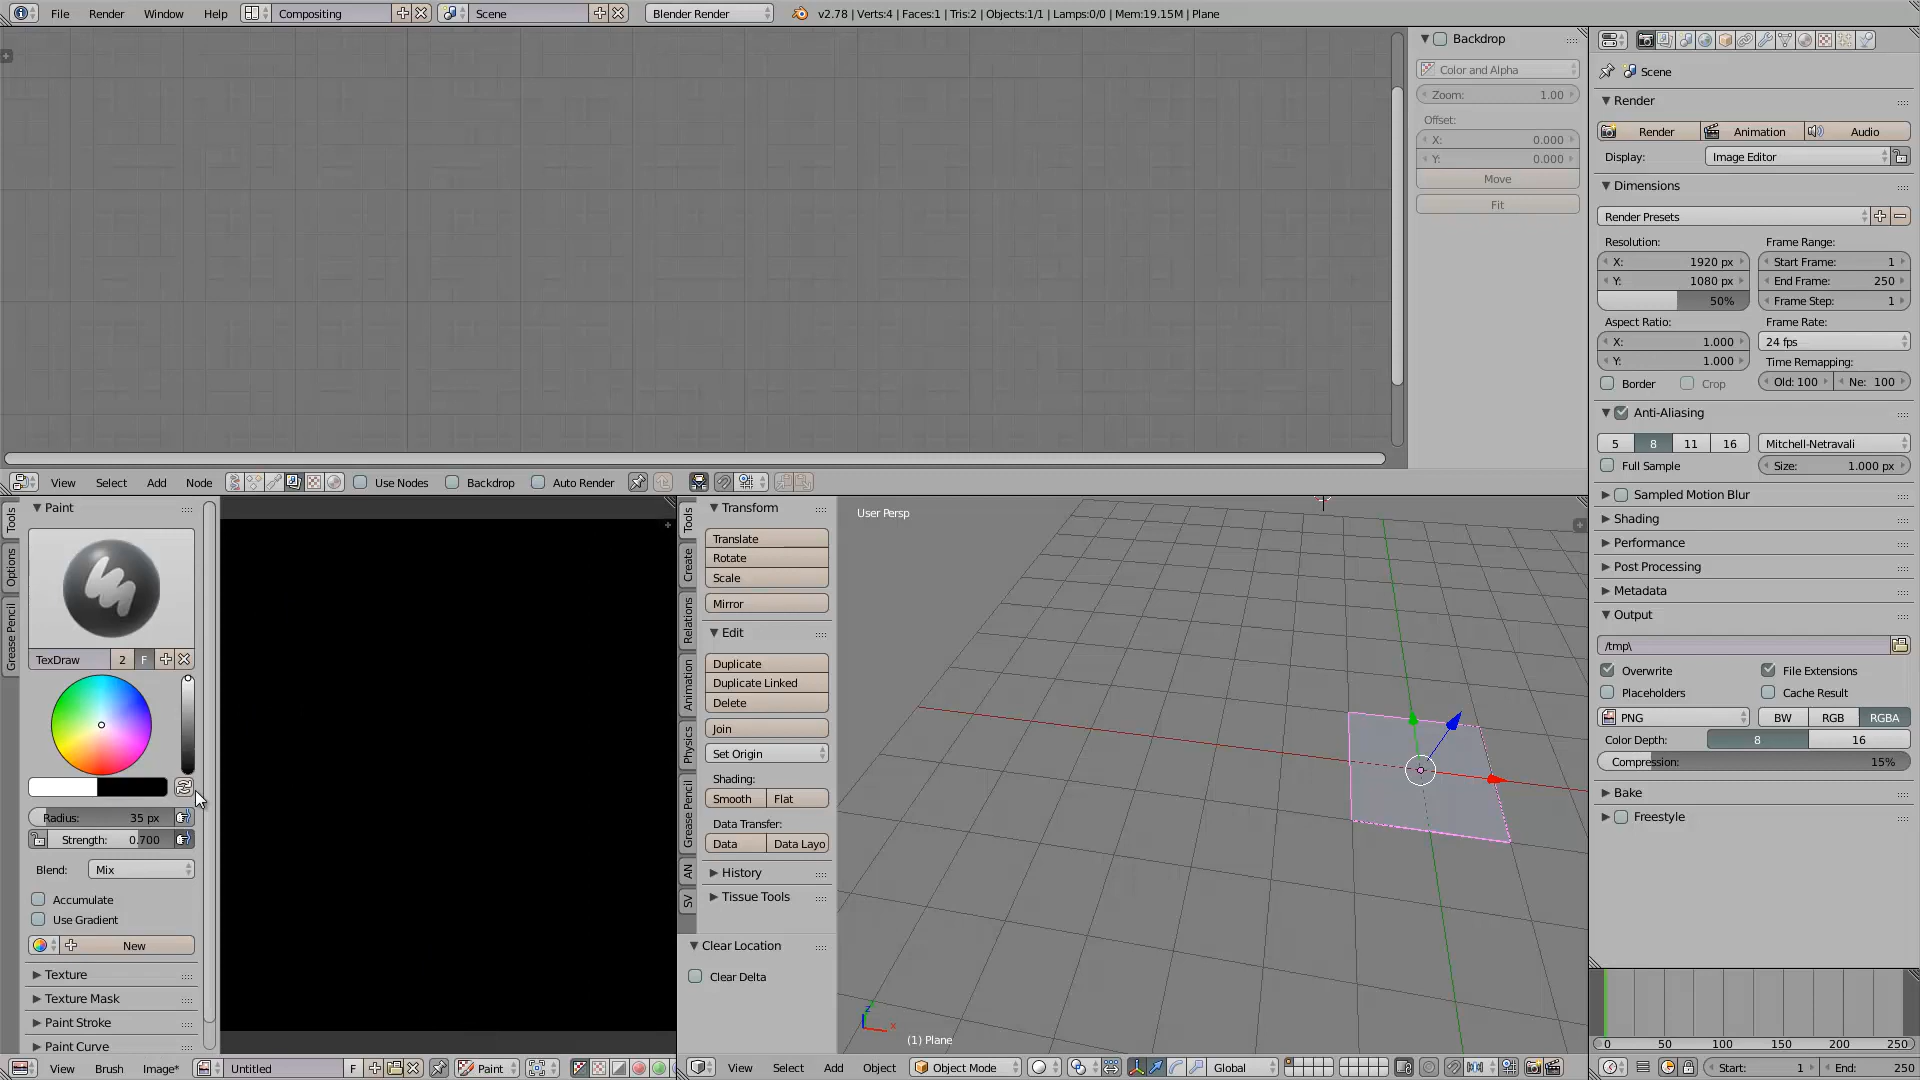 File Render Window Help Compositing Scene Blender Render v2.78 | Verts:4 | Faces:1 | Tris:2 | Objects:1/1 | Lamps:0/0 | Mem:19.15M | Plane
Backdrop
Color and Alpha
Zoom: 1.00
Offset:
X: 0.000
Y: 0.000
Move
Fit
Scene
Render
Render Animation Audio
Display: Image Editor
Dimensions
Render Presets
Resolution: Frame Range:
X: 1920 px Start Frame: 1
Y: 1080 px End Frame: 250
50% Frame Step: 1
Aspect Ratio: Frame Rate:
X: 1.000 24 fps
Y: 1.000 Time Remapping:
Border Crop Old: 100 Ne: 100
Anti-Aliasing
5 8 11 16 Mitchell-Netravali
Full Sample Size: 1.000 px
Sampled Motion Blur
Shading
Performance
Post Processing
Metadata
Output
/tmp\
Overwrite File Extensions
Placeholders Cache Result
PNG BW RGB RGBA
Color Depth: 8 16
Compression: 15%
Bake
Freestyle
View Select Add Node Use Nodes Backdrop Auto Render
Tools
Options
Grease Pencil
Paint
TexDraw 2 F
Radius: 35 px
Strength: 0.700
Blend: Mix
Accumulate
Use Gradient
New
Texture
Texture Mask
Paint Stroke
Paint Curve
View Brush Image* Untitled F Paint
Tools
Create
Relations
Animation
Physics
Grease Pencil
AN
SV
Transform
Translate
Rotate
Scale
Mirror
Edit
Duplicate
Duplicate Linked
Delete
Join
Set Origin
Shading:
Smooth Flat
Data Transfer:
Data Data Layo
History
Tissue Tools
Clear Location
Clear Delta
User Persp
z
x
(1) Plane
View Select Add Object Object Mode Global
0 50 100 150 200 250
Start: 1 End: 250